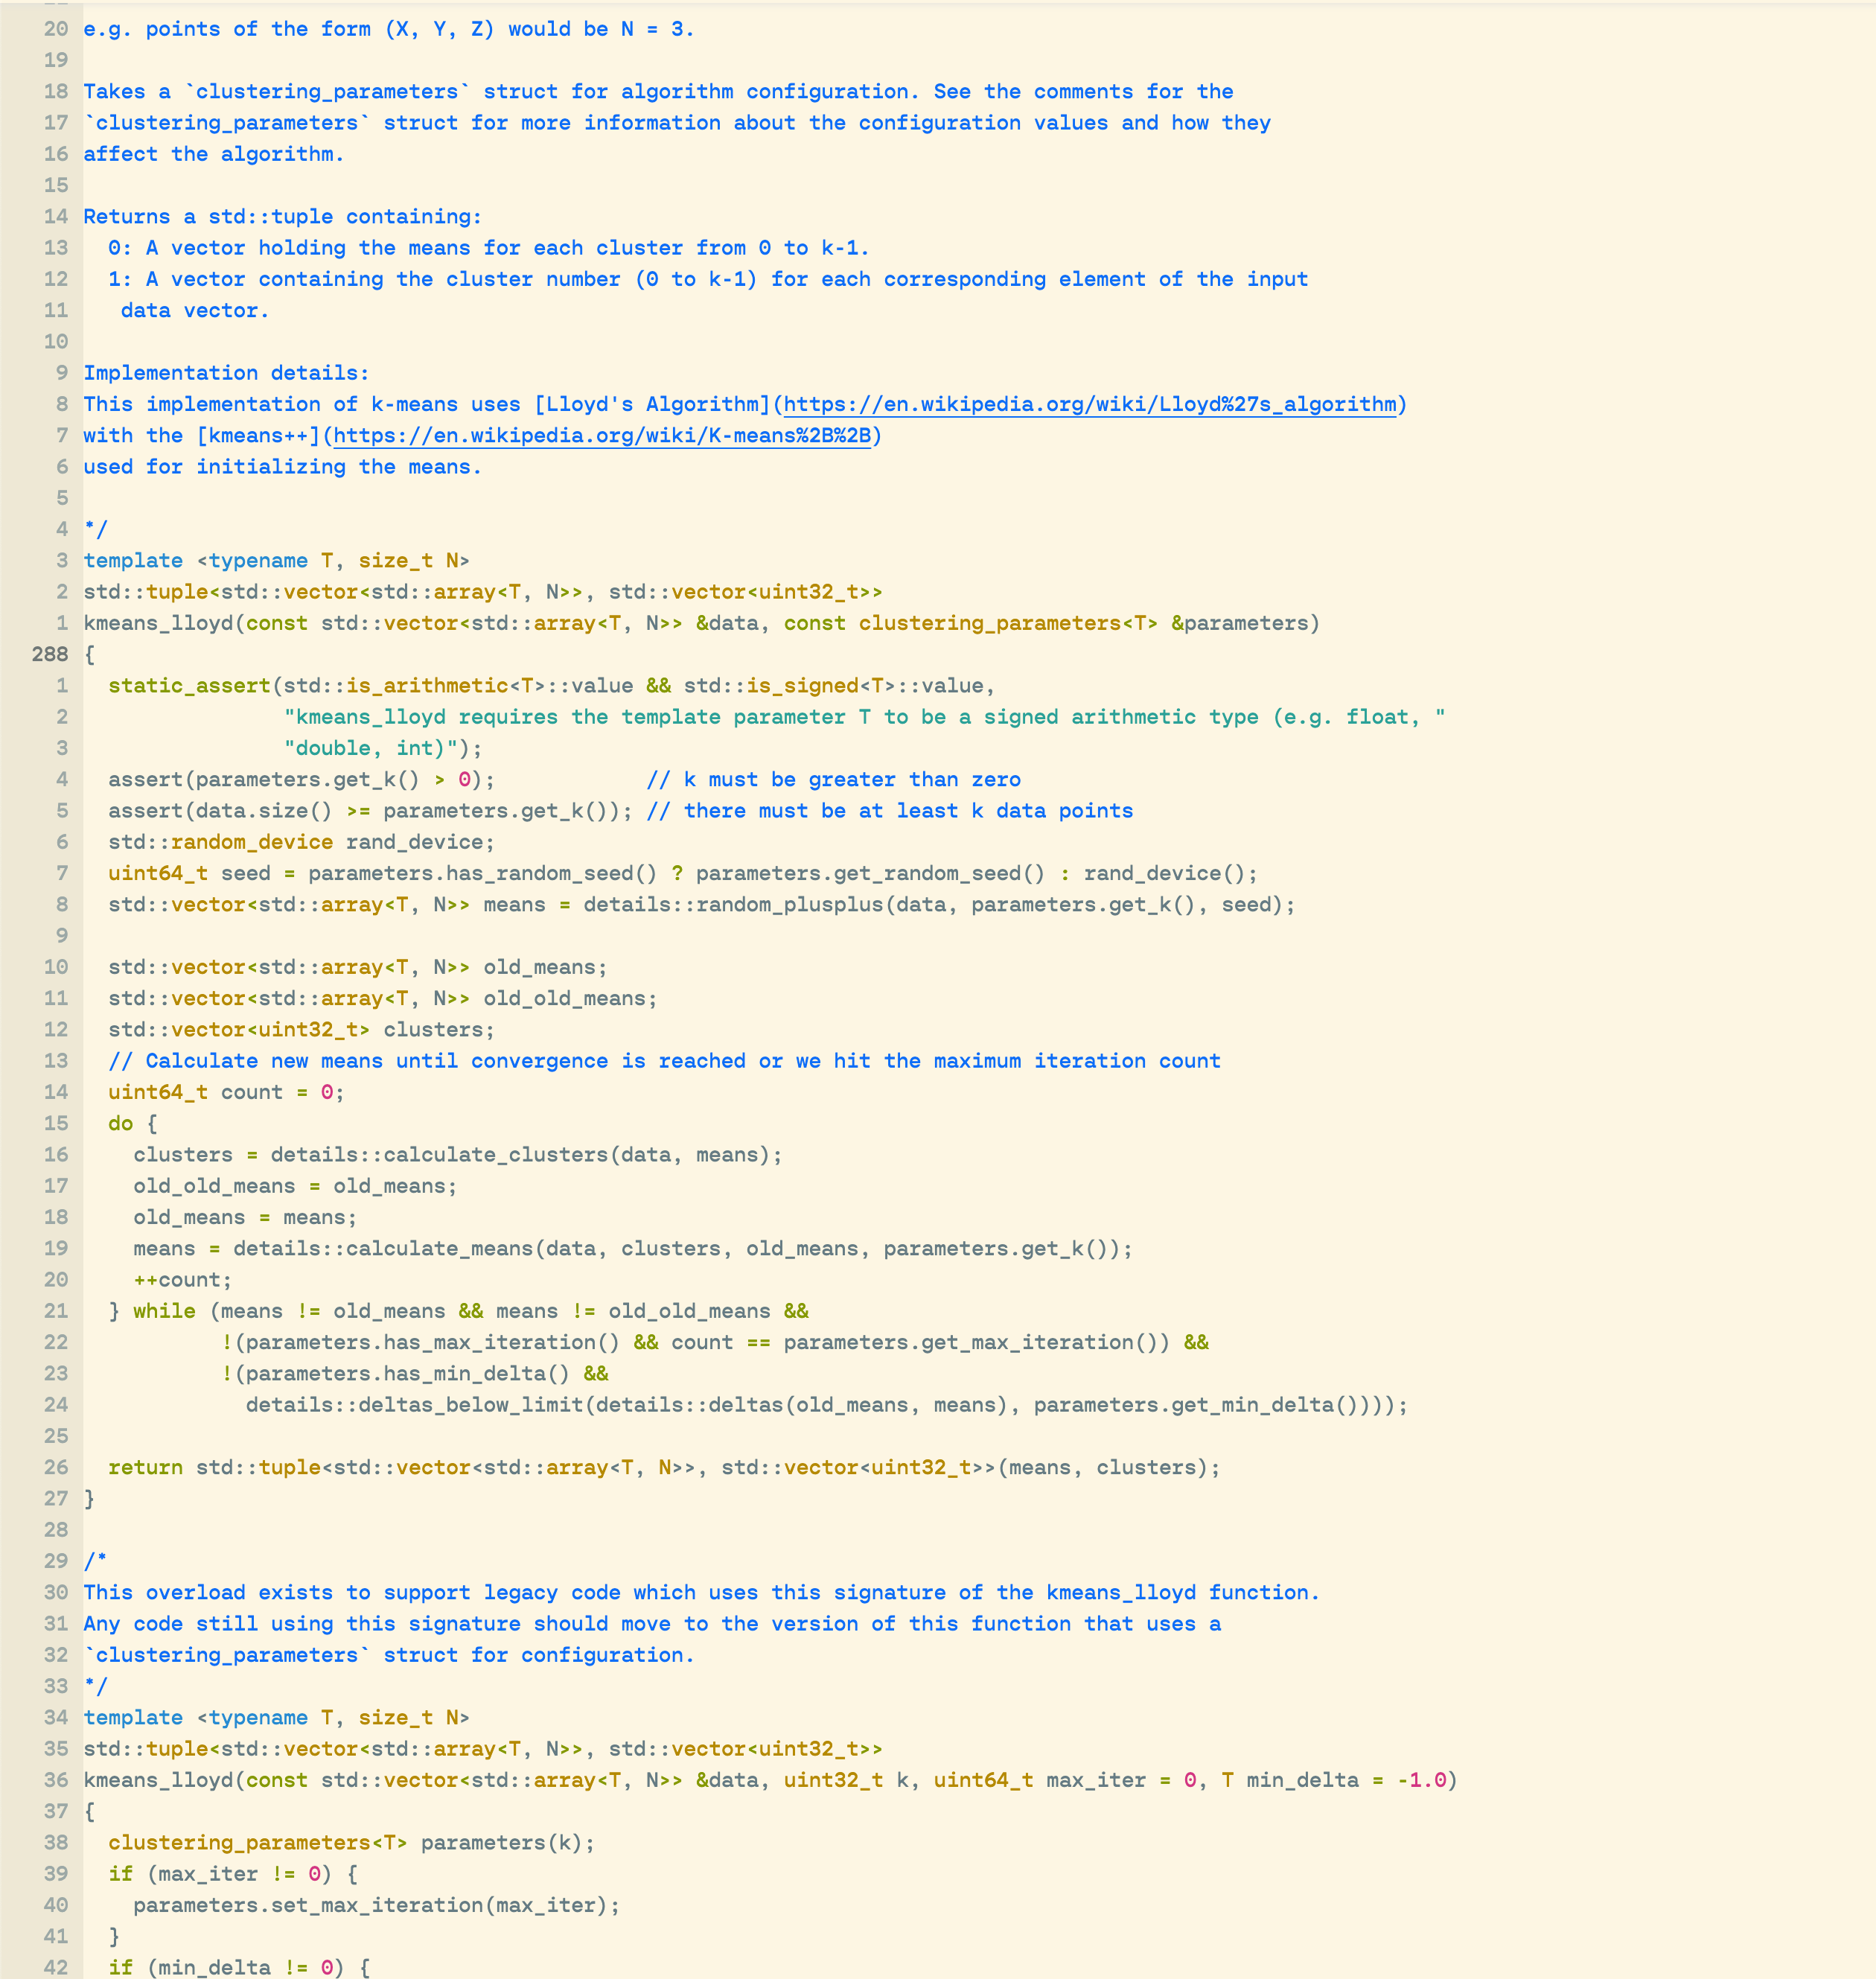 20 e.g. points of the form (X, Y, Z) would be N = 3.
19
18 Takes a `clustering_parameters` struct for algorithm configuration. See the comments for the
17 `clustering_parameters` struct for more information about the configuration values and how they
16 affect the algorithm.
15
14 Returns a std::tuple containing:
13   0: A vector holding the means for each cluster from 0 to k-1.
12   1: A vector containing the cluster number (0 to k-1) for each corresponding element of the input
11    data vector.
10
9 Implementation details:
8 This implementation of k-means uses [Lloyd's Algorithm](https://en.wikipedia.org/wiki/Lloyd%27s_algorithm)
7 with the [kmeans++](https://en.wikipedia.org/wiki/K-means%2B%2B)
6 used for initializing the means.
5
4 */
3 template <typename T, size_t N>
2 std::tuple<std::vector<std::array<T, N>>, std::vector<uint32_t>>
1 kmeans_lloyd(const std::vector<std::array<T, N>> &data, const clustering_parameters<T> &parameters)
288 {
1   static_assert(std::is_arithmetic<T>::value && std::is_signed<T>::value,
2                 "kmeans_lloyd requires the template parameter T to be a signed arithmetic type (e.g. float, "
3                 "double, int)");
4   assert(parameters.get_k() > 0);            // k must be greater than zero
5   assert(data.size() >= parameters.get_k()); // there must be at least k data points
6   std::random_device rand_device;
7   uint64_t seed = parameters.has_random_seed() ? parameters.get_random_seed() : rand_device();
8   std::vector<std::array<T, N>> means = details::random_plusplus(data, parameters.get_k(), seed);
9
10   std::vector<std::array<T, N>> old_means;
11   std::vector<std::array<T, N>> old_old_means;
12   std::vector<uint32_t> clusters;
13   // Calculate new means until convergence is reached or we hit the maximum iteration count
14   uint64_t count = 0;
15   do {
16     clusters = details::calculate_clusters(data, means);
17     old_old_means = old_means;
18     old_means = means;
19     means = details::calculate_means(data, clusters, old_means, parameters.get_k());
20     ++count;
21   } while (means != old_means && means != old_old_means &&
22            !(parameters.has_max_iteration() && count == parameters.get_max_iteration()) &&
23            !(parameters.has_min_delta() &&
24              details::deltas_below_limit(details::deltas(old_means, means), parameters.get_min_delta())));
25
26   return std::tuple<std::vector<std::array<T, N>>, std::vector<uint32_t>>(means, clusters);
27 }
28
29 /*
30 This overload exists to support legacy code which uses this signature of the kmeans_lloyd function.
31 Any code still using this signature should move to the version of this function that uses a
32 `clustering_parameters` struct for configuration.
33 */
34 template <typename T, size_t N>
35 std::tuple<std::vector<std::array<T, N>>, std::vector<uint32_t>>
36 kmeans_lloyd(const std::vector<std::array<T, N>> &data, uint32_t k, uint64_t max_iter = 0, T min_delta = -1.0)
37 {
38   clustering_parameters<T> parameters(k);
39   if (max_iter != 0) {
40     parameters.set_max_iteration(max_iter);
41   }
42   if (min_delta != 0) {